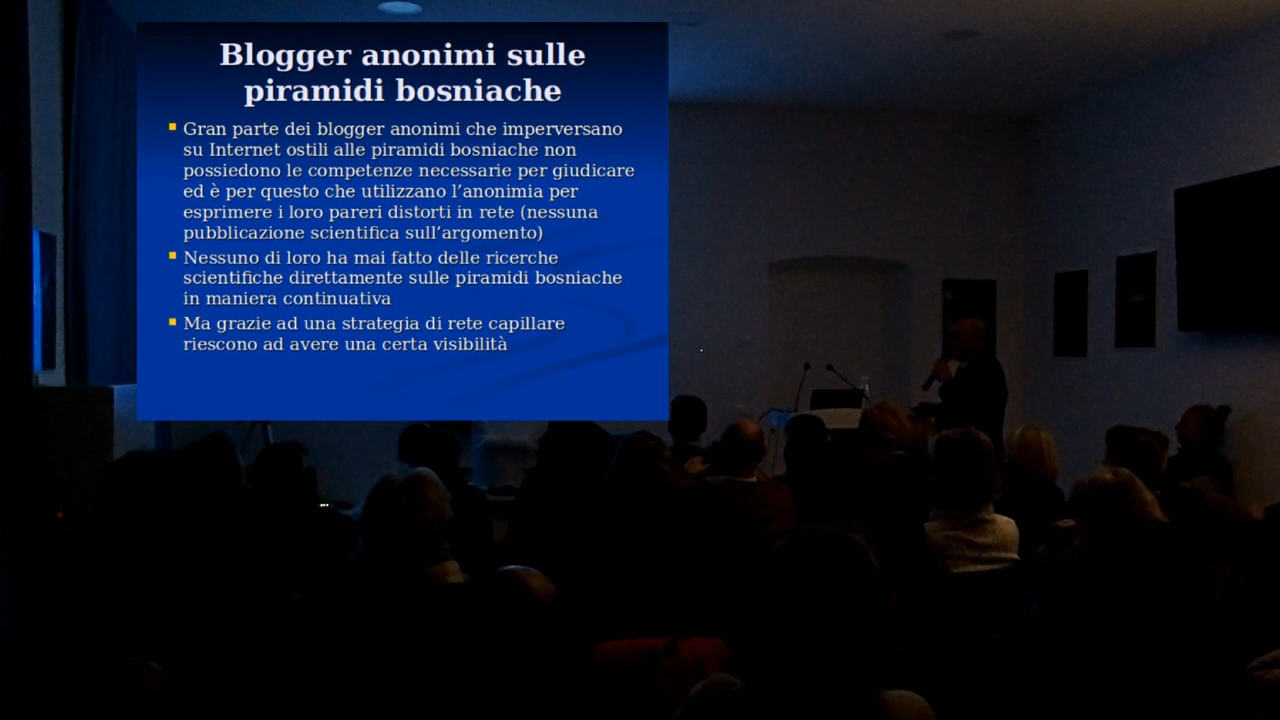 Blogger anonimi sulle
piramidi bosniache
Gran parte dei blogger anonimi che imperversano
su Internet ostili alle piramidi bosniache non
possiedono le competenze necessarie per giudicare
ed è per questo che utilizzano l’anonimia per
esprimere i loro pareri distorti in rete (nessuna
pubblicazione scientifica sull’argomento)
Nessuno di loro ha mai fatto delle ricerche
scientifiche direttamente sulle piramidi bosniache
in maniera continuativa
Ma grazie ad una strategia di rete capillare
riescono ad avere una certa visibilità